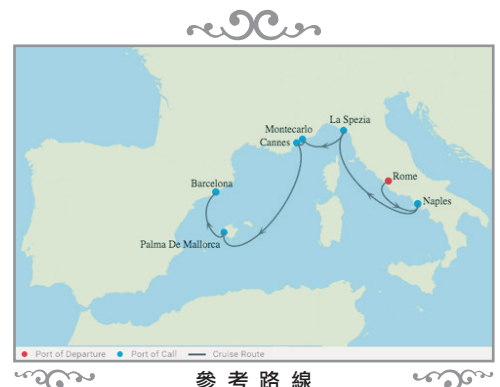 La Spezia
Montecarlo
Cannes
Rome
Barcelona
Naples
Palma De Mallorca
Port of Departure Port of Call Cruise Route
參考路線